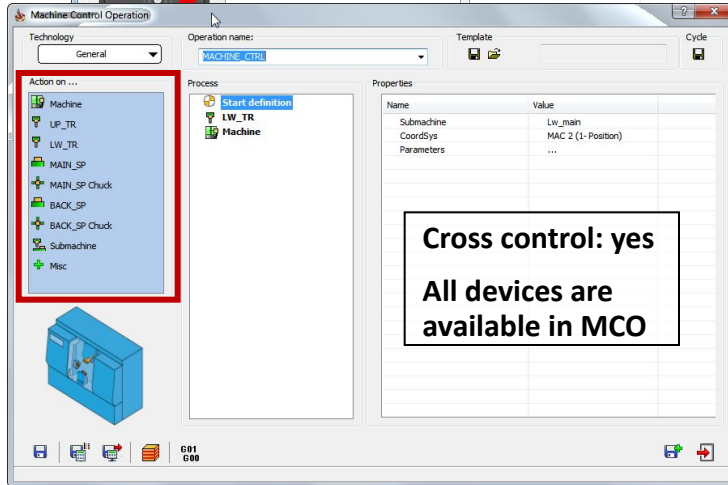 Machine Control Operation
Technology
General
Operation name:
MACHINE_CTRL
Template
Cycle
Action on ...
Machine
UP_TR
LW_TR
MAIN_SP
MAIN_SP Chuck
BACK_SP
BACK_SP Chuck
Submachine
Misc
Process
Start definition
LW_TR
Machine
Properties
Name Value
Submachine Lw_main
CoordSys MAC 2 (1- Position)
Parameters ...
Cross control: yes
All devices are
available in MCO
G01
G00